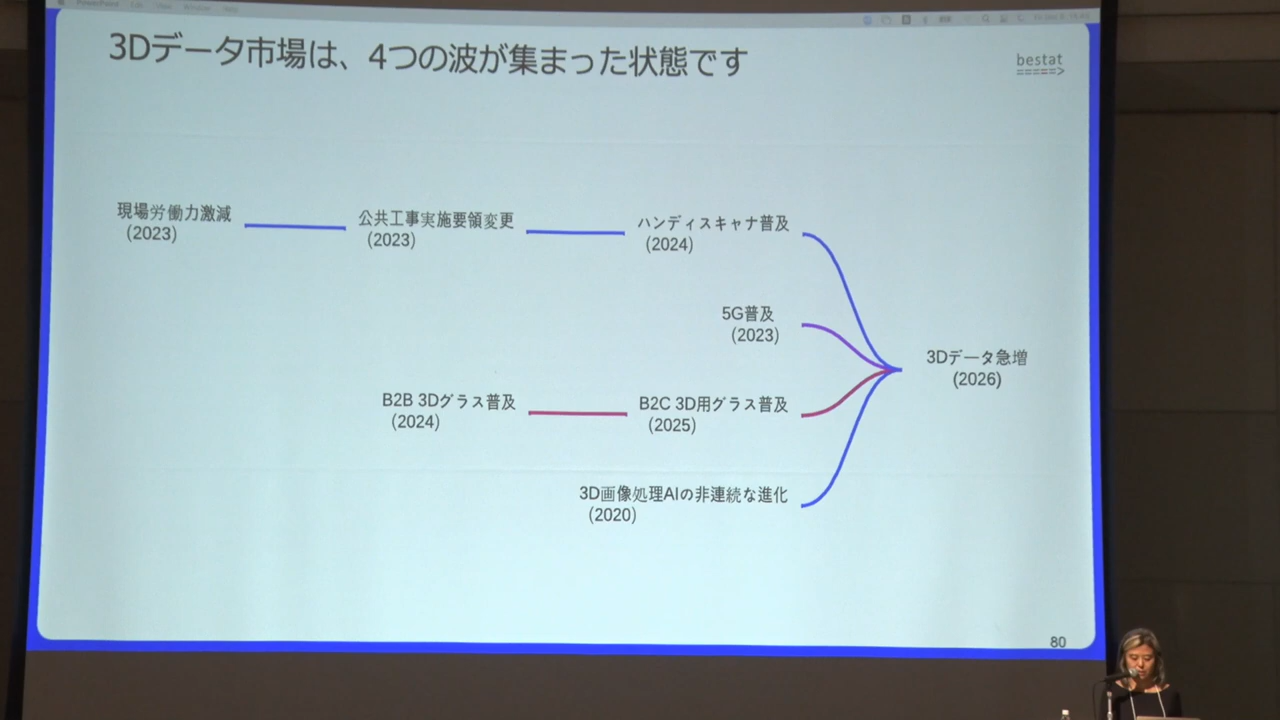 PowerPoint
3Dデータ市場は、4つの波が集まった状態です
bestat
=====>
現場労働力激減
(2023)
公共工事実施要領変更
(2023)
ハンディスキャナ普及
(2024)
5G普及
(2023)
3Dデータ急増
(2026)
B2B 3Dグラス普及
(2024)
B2C 3D用グラス普及
(2025)
3D画像処理AIの非連続な進化
(2020)
80